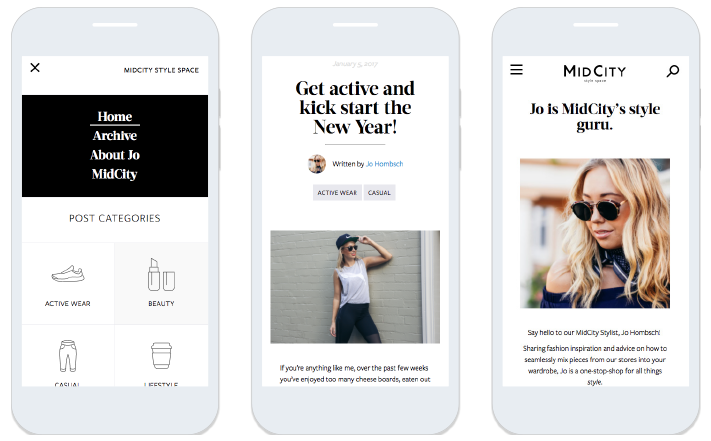 MIDCITY STYLE SPACE
Home
Archive
About Jo
MidCity
POST CATEGORIES
ACTIVE WEAR
BEAUTY
CASUAL
LIFESTYLE
January 5, 2017
Get active and
kick start the
New Year!
Written by Jo Hombsch
ACTIVE WEAR
CASUAL
If you're anything like me, over the past few weeks
you've enjoyed too many cheese boards, eaten out
MIDCITY
style space
Jo is MidCity's style
guru.
Say hello to our MidCity Stylist, Jo Hombsch!
Sharing fashion inspiration and advice on how to
seamlessly mix pieces from our stores into your
wardrobe, Jo is a one-stop-shop for all things
style.